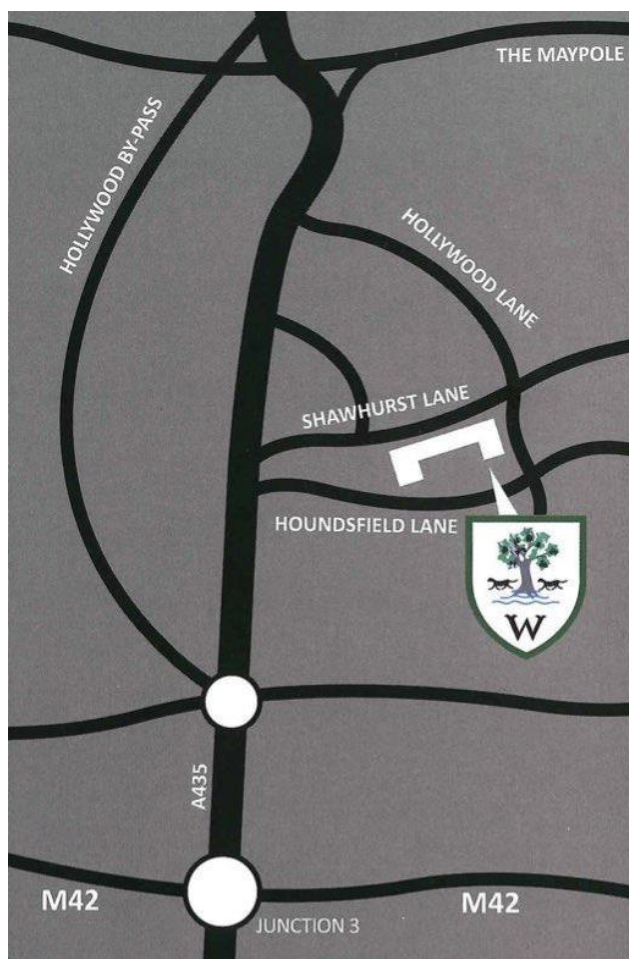 THE MAYPOLE
HOLLYWOOD BY-PASS
HOLLYWOOD LANE
SHAWHURST LANE
HOUNDSFIELD LANE
W
A435
M42
M42
JUNCTION 3